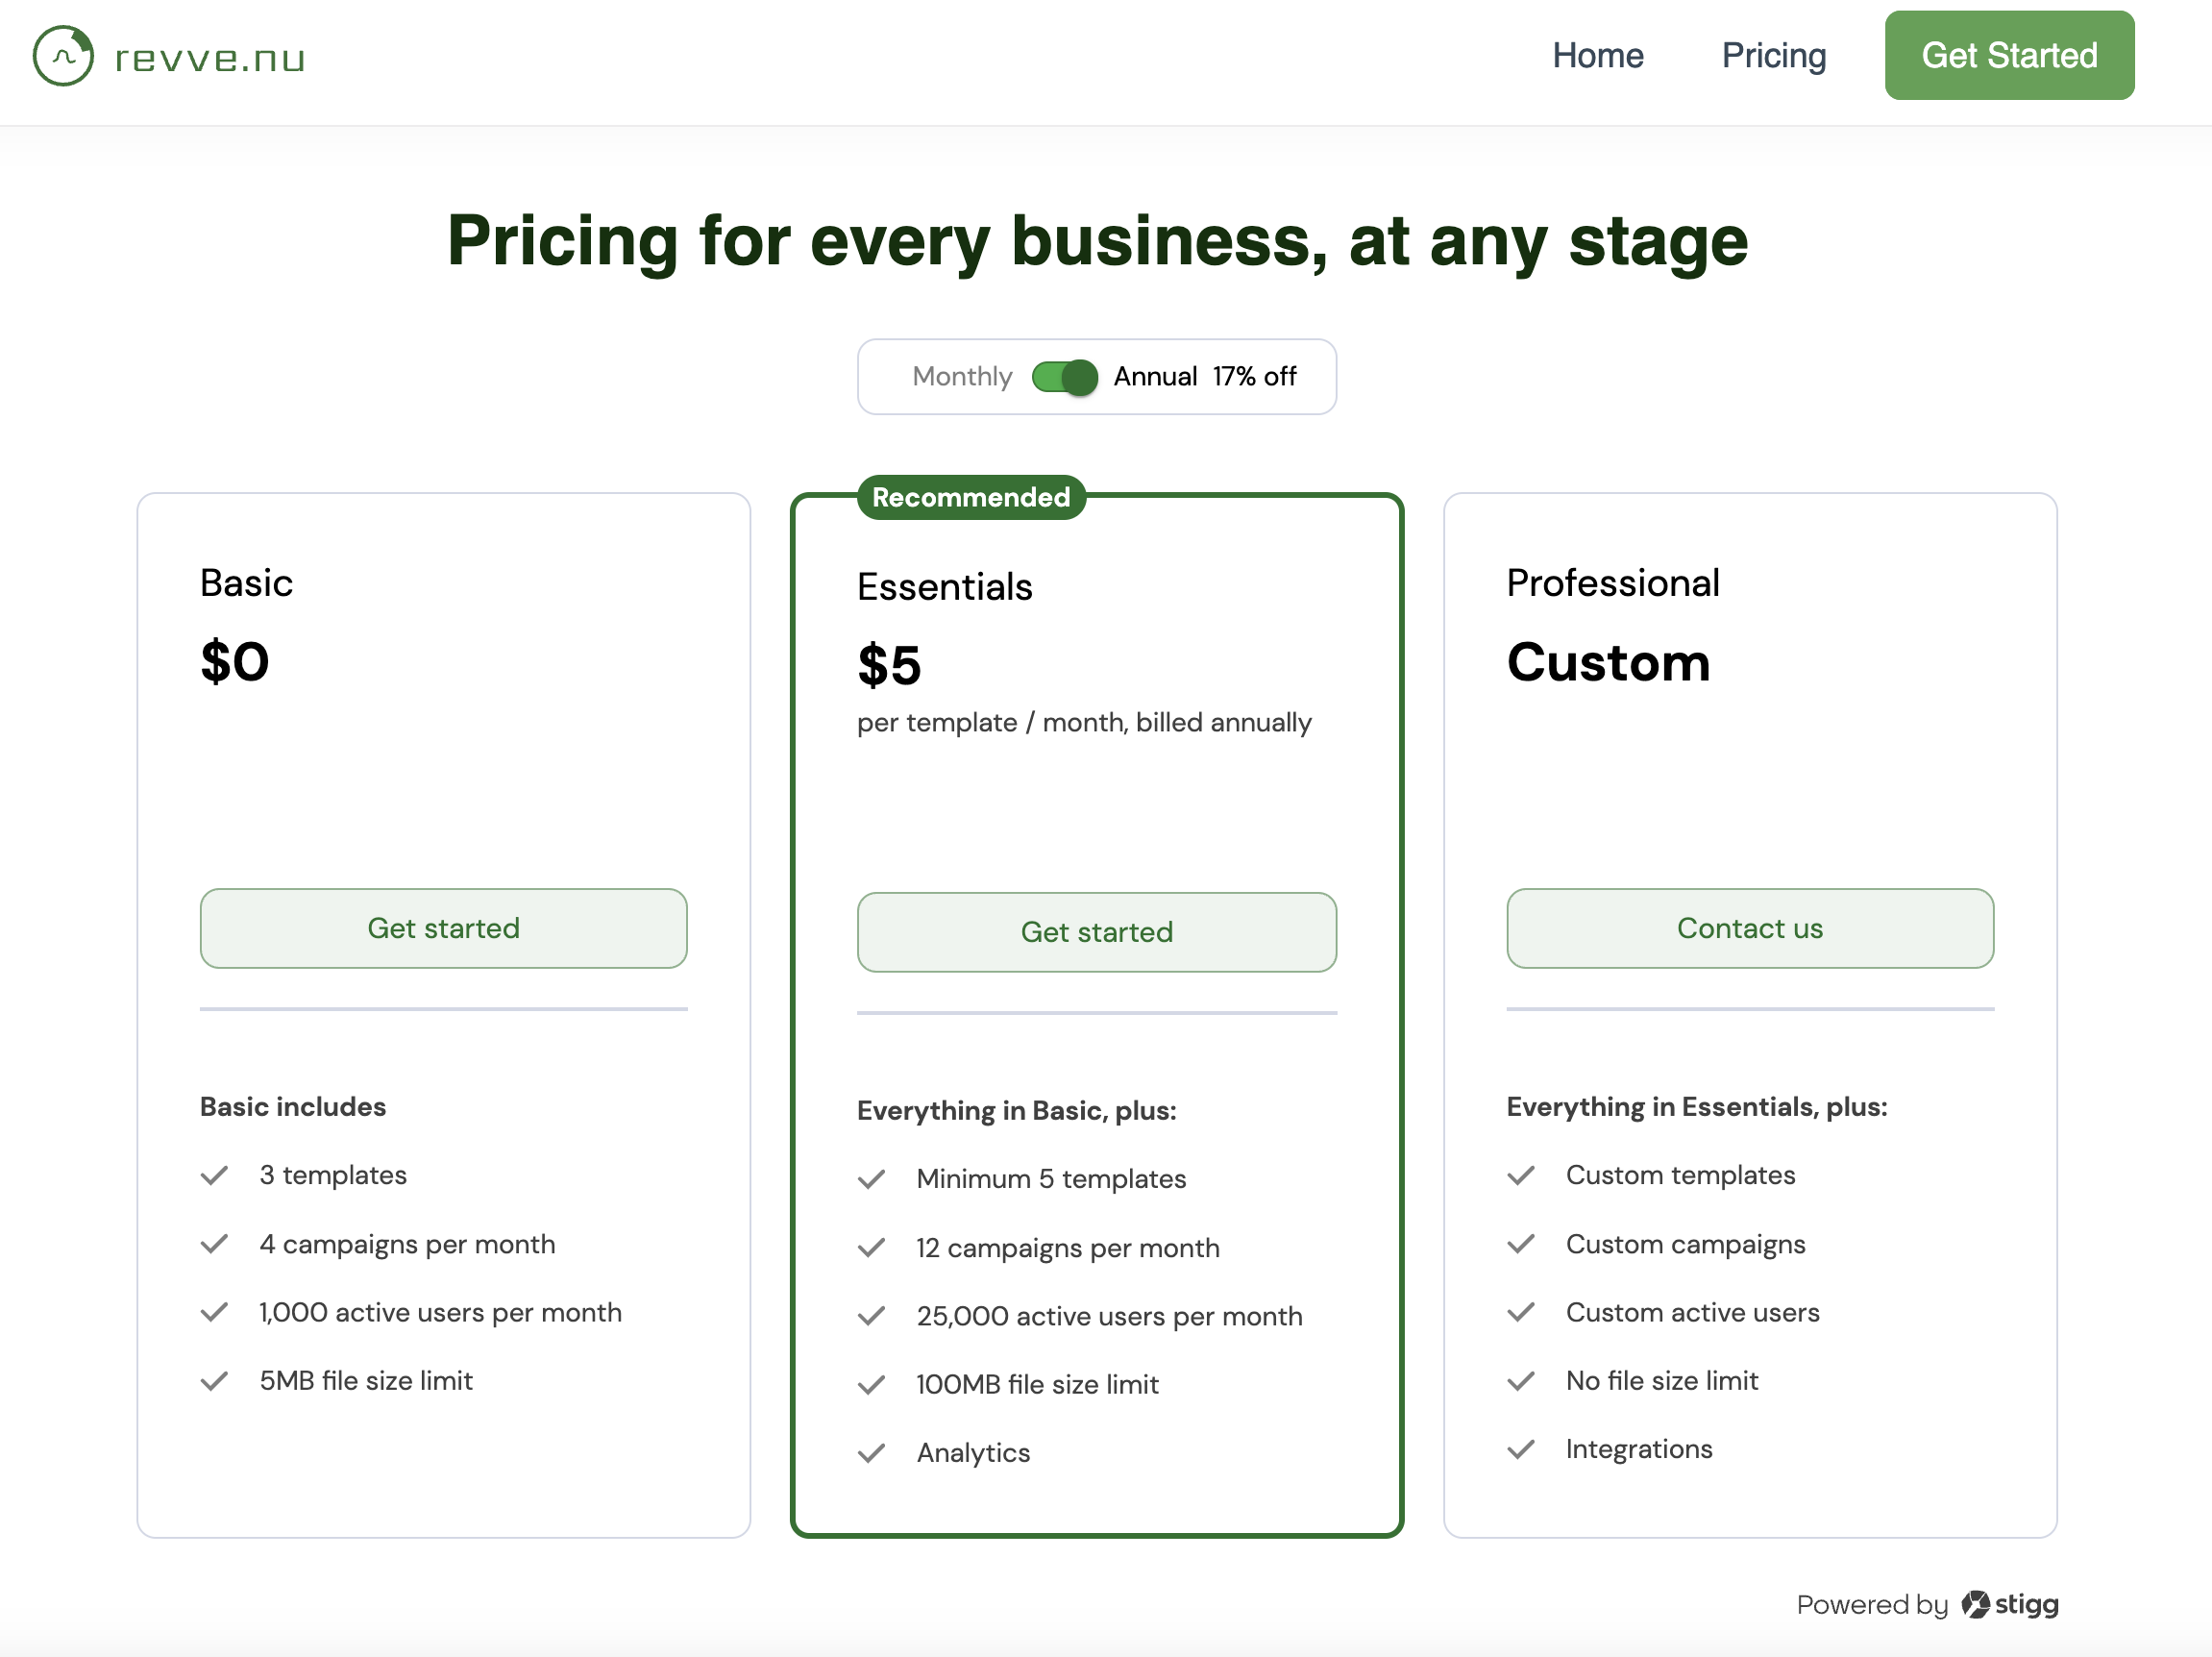 revve.nu
Home Pricing Get Started
Pricing for every business, at any stage
Monthly Annual 17% off
Basic
$0
Get started
Basic includes
3 templates
4 campaigns per month
1,000 active users per month
5MB file size limit
Recommended
Essentials
$5
per template / month, billed annually
Get started
Everything in Basic, plus:
Minimum 5 templates
12 campaigns per month
25,000 active users per month
100MB file size limit
Analytics
Professional
Custom
Contact us
Everything in Essentials, plus:
Custom templates
Custom campaigns
Custom active users
No file size limit
Integrations
Powered by stigg